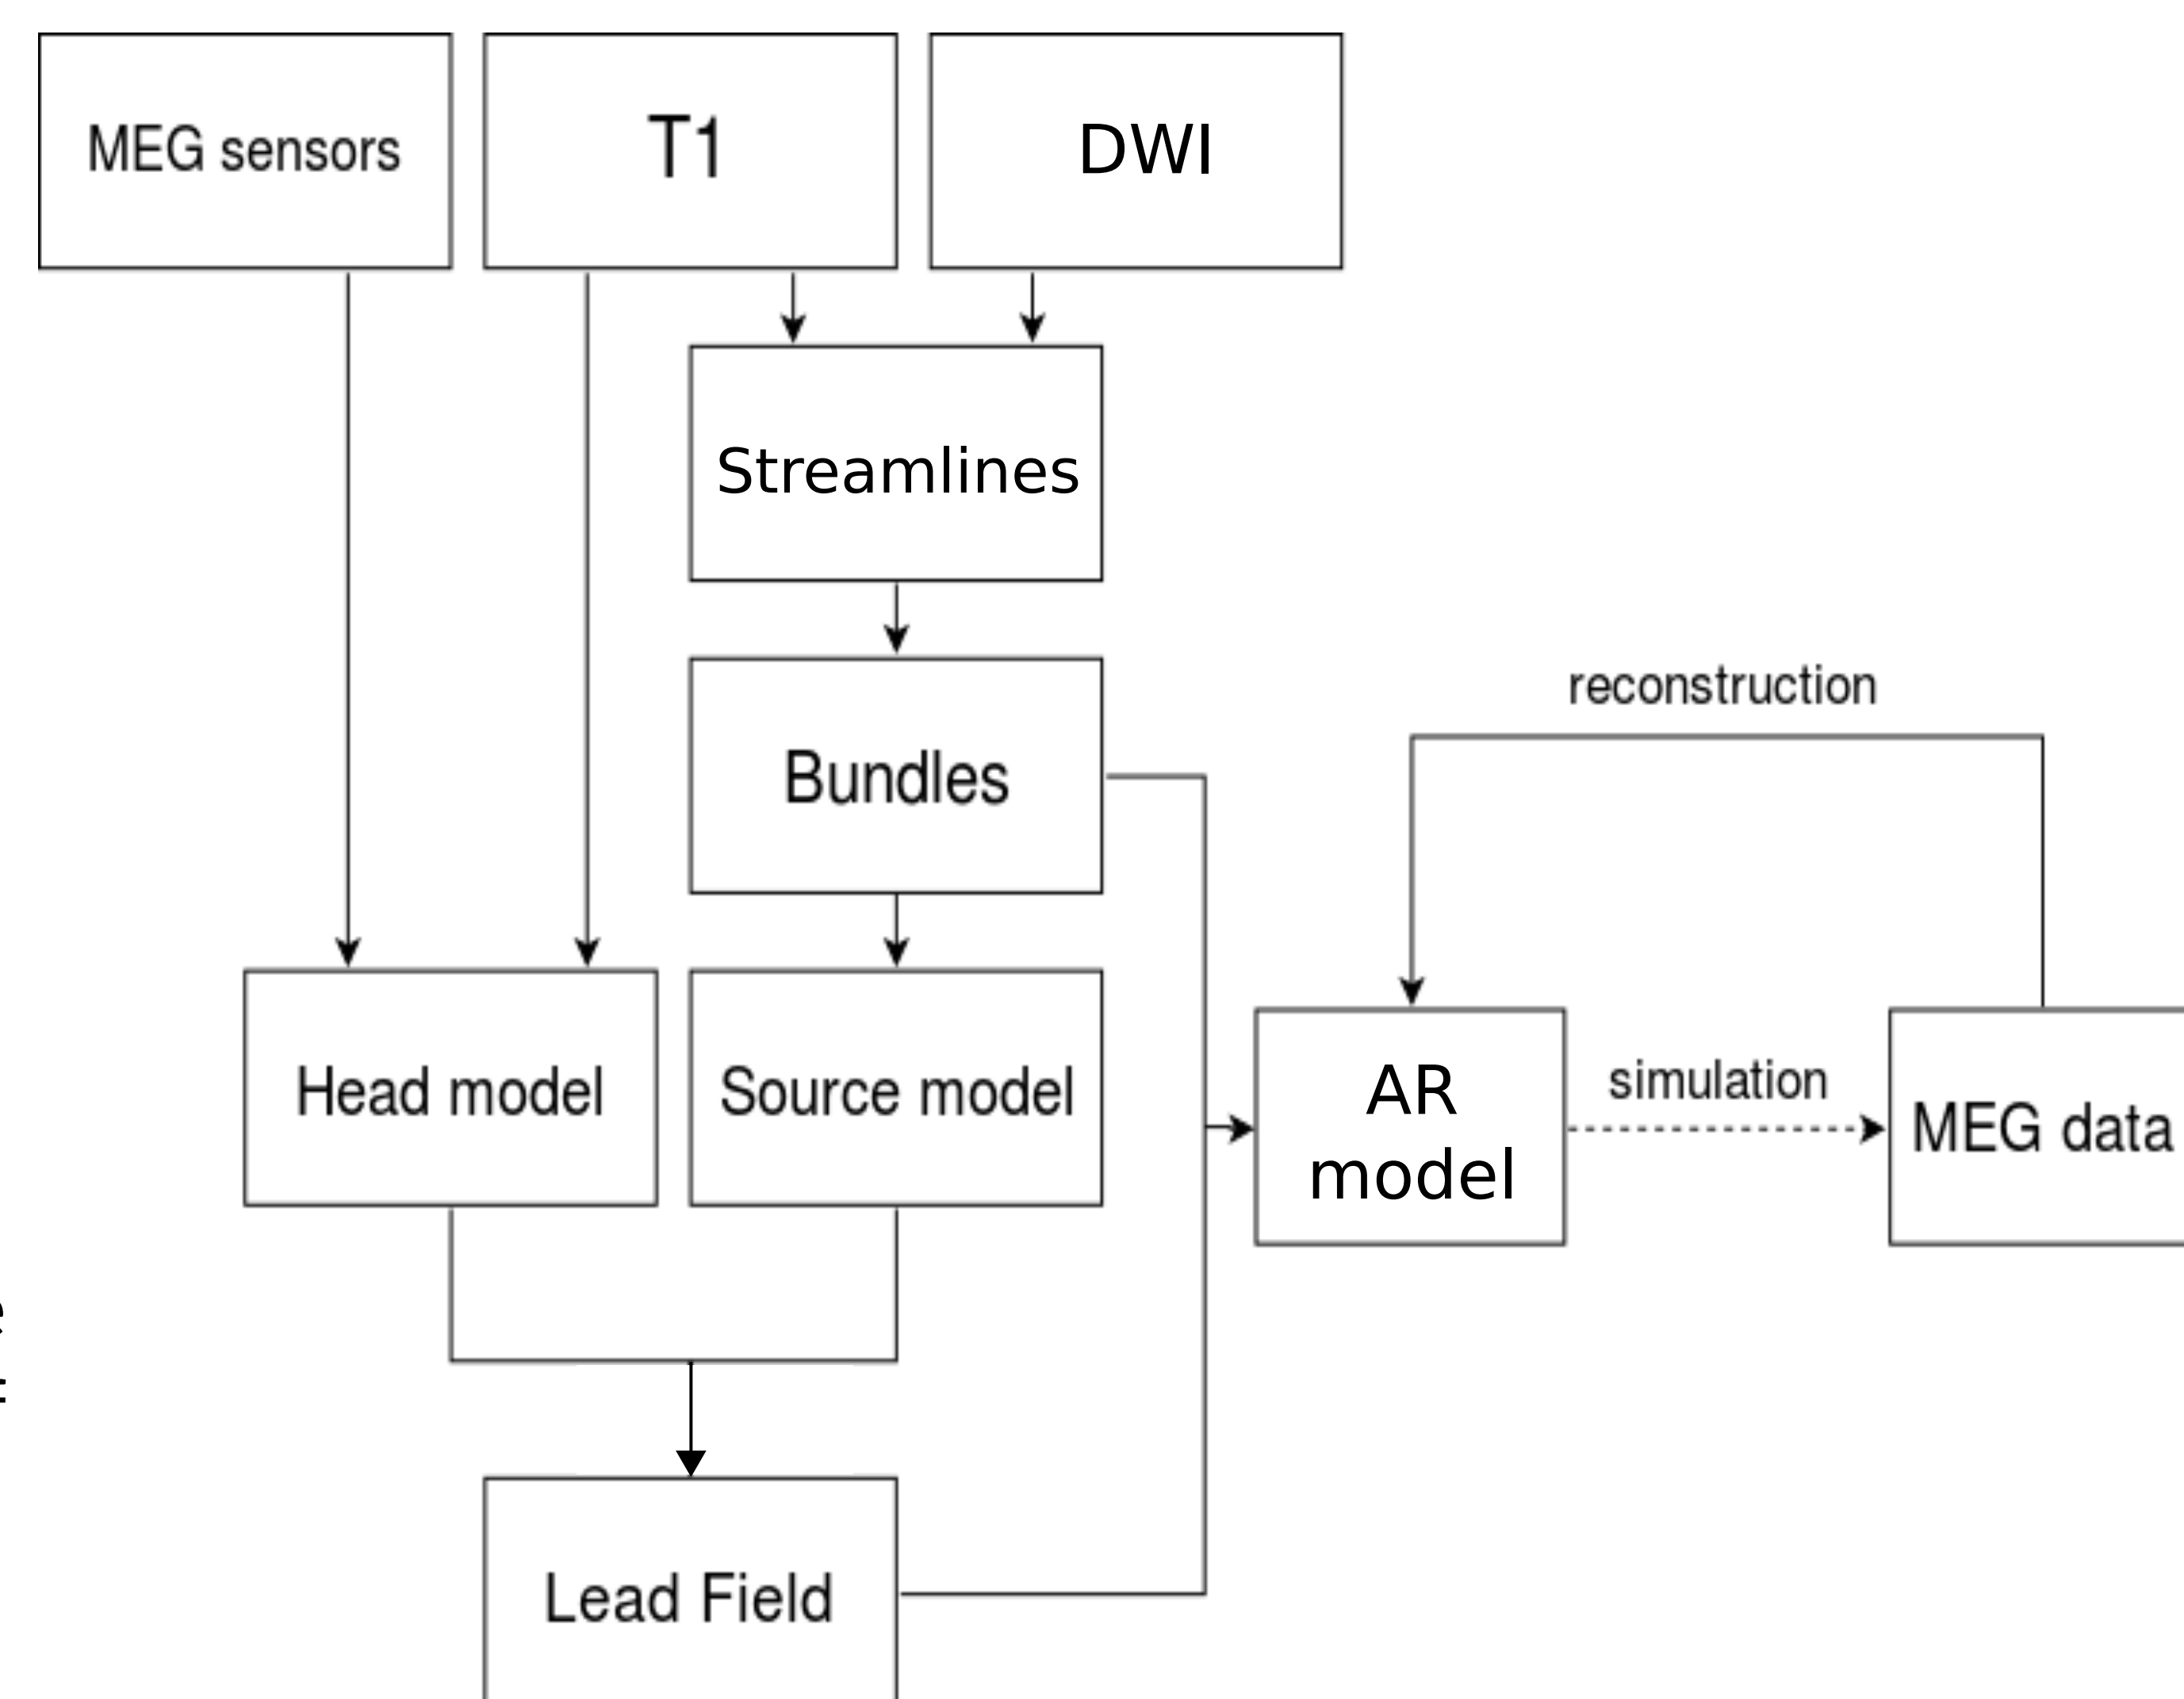 MEG sensors
T1
DWI
Streamlines
Bundles
reconstruction
Head model
Source model
AR
model
simulation
MEG data
Lead Field